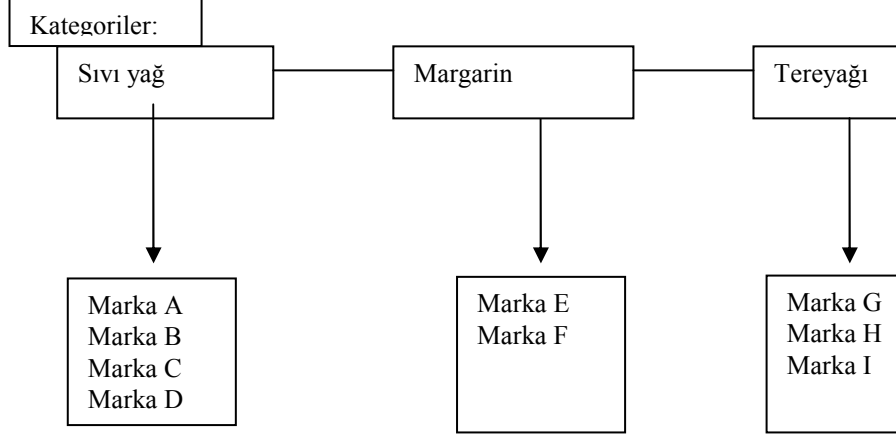 Kategoriler:
Sıvı yağ
Margarin
Tereyağı
Marka A
Marka B
Marka C
Marka D
Marka E
Marka F
Marka G
Marka H
Marka I